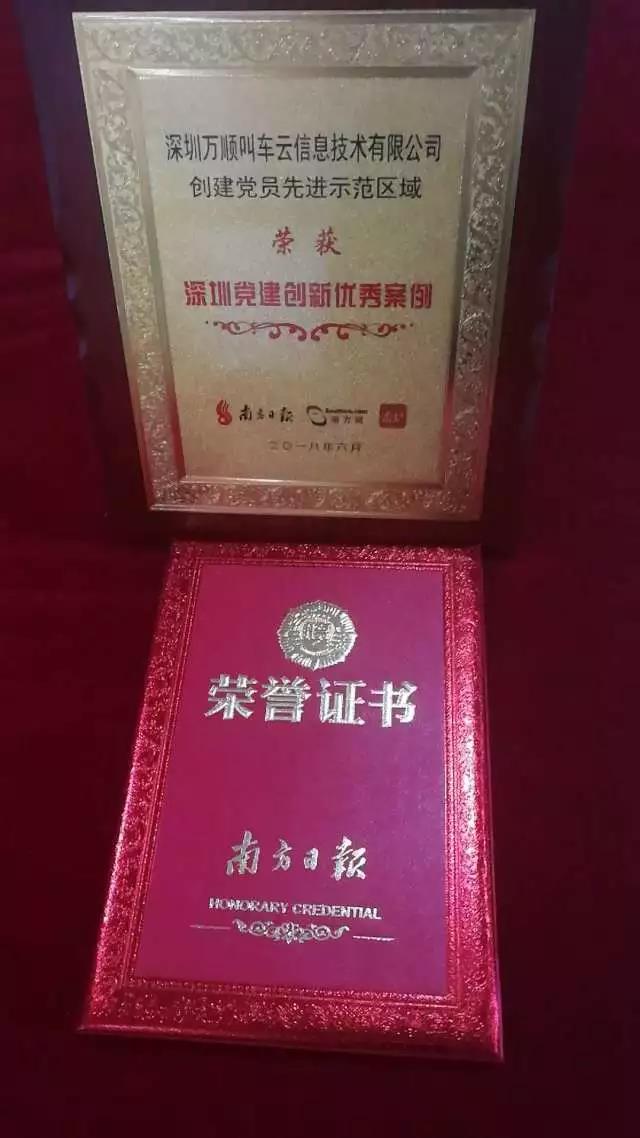 深圳万顺叫车云信息技术有限公司
创建党员先进示范区域
荣获
深圳党建创新优秀案例
南方日报 南方网
二〇一八年六月
荣誉证书
南方日报
HONORARY CREDENTIAL